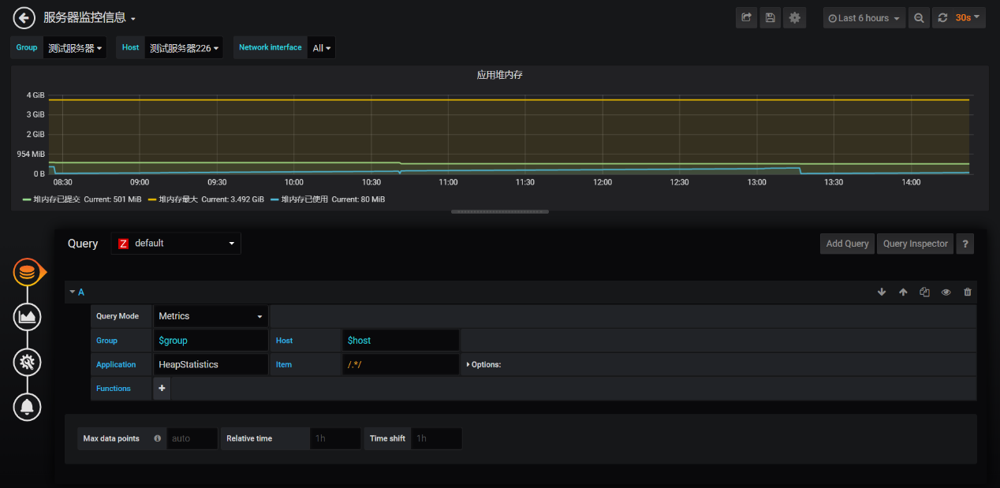 服务器监控信息
Last 6 hours
30s
Group 测试服务器 Host 测试服务器226 Network interface All
应用堆内存
4 GiB
3 GiB
2 GiB
954 MiB
0 B
08:30 09:00 09:30 10:00 10:30 11:00 11:30 12:00 12:30 13:00 13:30 14:00
堆内存已提交 Current: 501 MiB 堆内存最大 Current: 3.492 GiB 堆内存已使用 Current: 80 MiB
Query Z default Add Query Query Inspector ?
A
Query Mode Metrics
Group $group Host $host
Application HeapStatistics Item /.*/ Options:
Functions +
Max data points auto Relative time 1h Time shift 1h